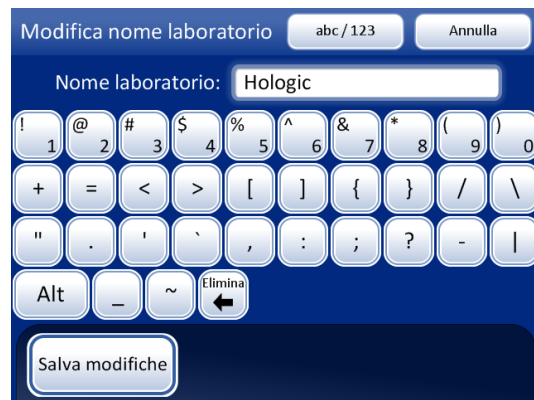 Modifica nome laboratorio abc / 123 Annulla
Nome laboratorio: Hologic
! @ # $ % ^ & * ( )
1 2 3 4 5 6 7 8 9 0
+ = < > [ ] { } / \
" . ' ` , : ; ? - |
Alt _ ~ Elimina
Salva modifiche